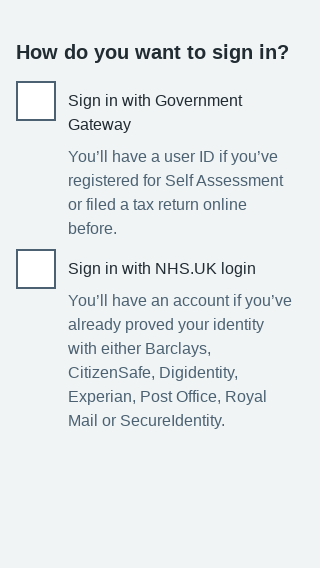 How do you want to sign in?
Sign in with Government
Gateway
You’ll have a user ID if you’ve
registered for Self Assessment
or filed a tax return online
before.
Sign in with NHS.UK login
You’ll have an account if you’ve
already proved your identity
with either Barclays,
CitizenSafe, Digidentity,
Experian, Post Office, Royal
Mail or SecureIdentity.